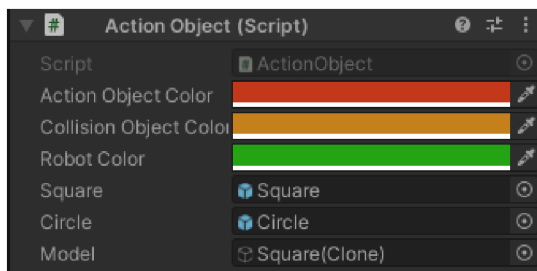 Action Object (Script)
Script ActionObject
Action Object Color
Collision Object Color
Robot Color
Square Square
Circle Circle
Model Square(Clone)